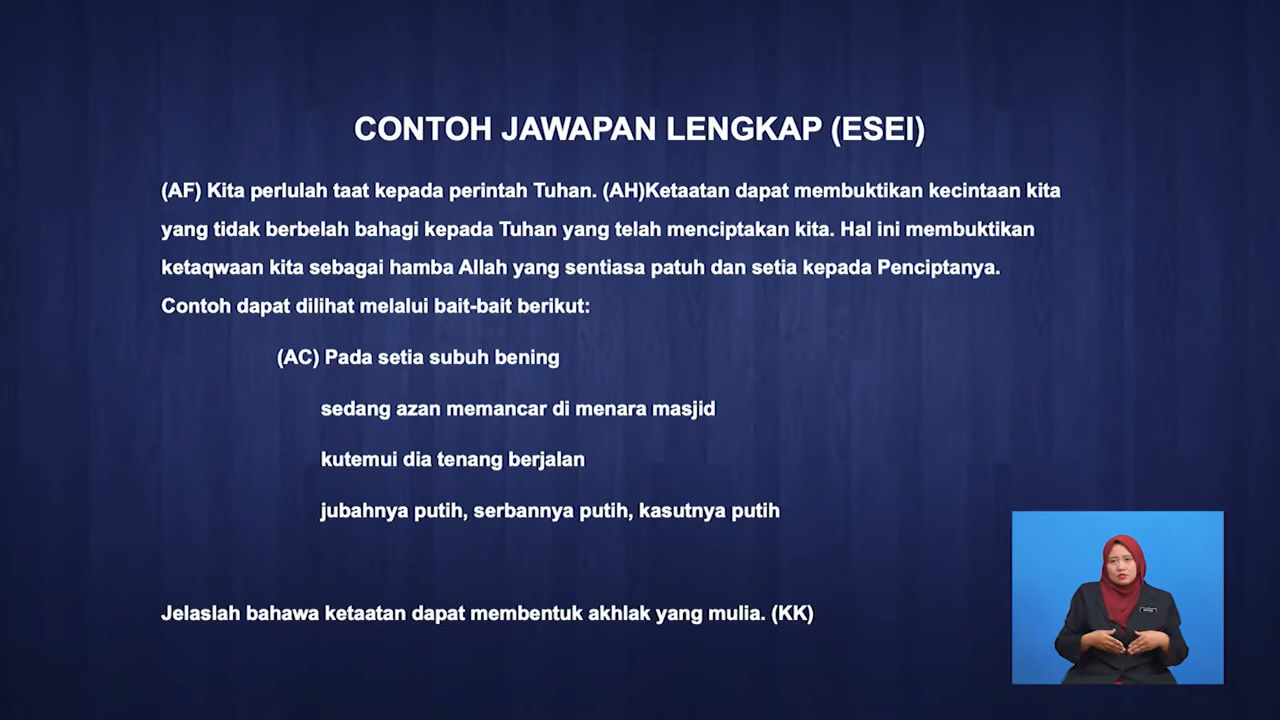 CONTOH JAWAPAN LENGKAP (ESEI)
(AF) Kita perlulah taat kepada perintah Tuhan. (AH)Ketaatan dapat membuktikan kecintaan kita
yang tidak berbelah bahagi kepada Tuhan yang telah menciptakan kita. Hal ini membuktikan
ketaqwaan kita sebagai hamba Allah yang sentiasa patuh dan setia kepada Penciptanya.
Contoh dapat dilihat melalui bait-bait berikut:
(AC) Pada setia subuh bening
sedang azan memancar di menara masjid
kutemui dia tenang berjalan
jubahnya putih, serbannya putih, kasutnya putih
Jelaslah bahawa ketaatan dapat membentuk akhlak yang mulia. (KK)